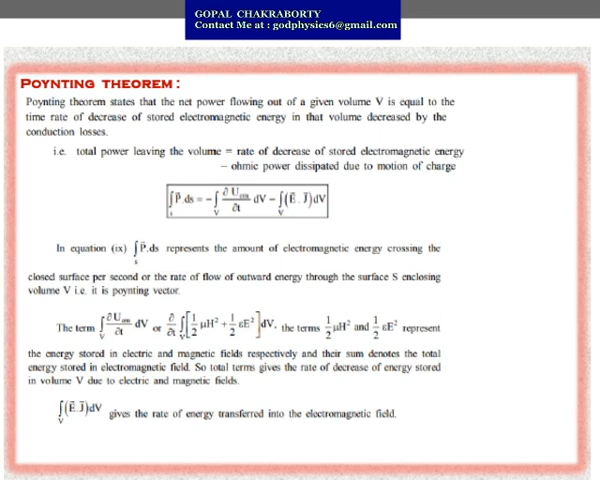 GOPAL CHAKRABORTY
Contact Me at : godphysics6@gmail.com
POYNTING THEOREM :
Poynting theorem states that the net power flowing out of a given volume V is equal to the
time rate of decrease of stored electromagnetic energy in that volume decreased by the
conduction losses.
i.e. total power leaving the volume = rate of decrease of stored electromagnetic energy
– ohmic power dissipated due to motion of charge
∫ₛ P̄.ds = –∫ᵥ ∂Uₑₘ/∂t dV – ∫ᵥ(Ē . J̄)dV
In equation (ix) ∫ₛ P̄.ds represents the amount of electromagnetic energy crossing the
closed surface per second or the rate of flow of outward energy through the surface S enclosing
volume V i.e. it is poynting vector.
The term ∫ᵥ ∂Uₑₘ/∂t dV or ∂/∂t ∫ᵥ[1/2 μH² + 1/2 εE²]dV, the terms 1/2 μH² and 1/2 εE² represent
the energy stored in electric and magnetic fields respectively and their sum denotes the total
energy stored in electromagnetic field. So total terms gives the rate of decrease of energy stored
in volume V due to electric and magnetic fields.
∫ᵥ(Ē J̄)dV gives the rate of energy transferred into the electromagnetic field.